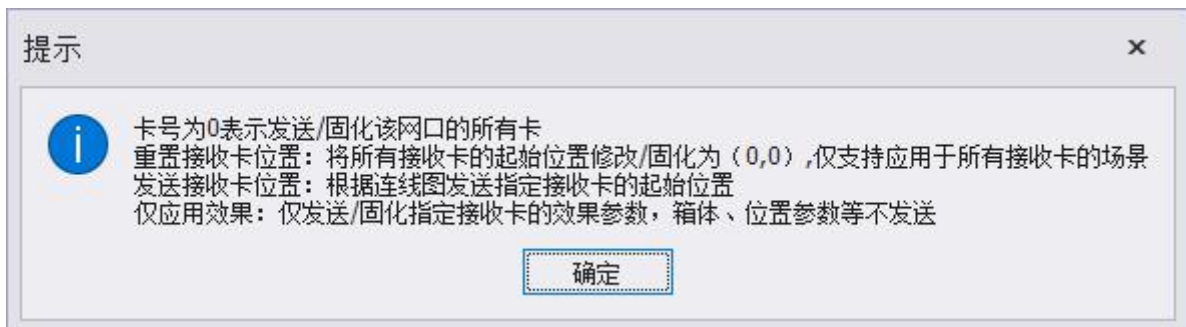 提示
卡号为0表示发送/固化该网口的所有卡
重置接收卡位置：将所有接收卡的起始位置修改/固化为（0,0）,仅支持应用于所有接收卡的场景
发送接收卡位置：根据连线图发送指定接收卡的起始位置
仅应用效果：仅发送/固化指定接收卡的效果参数，箱体、位置参数等不发送
确定